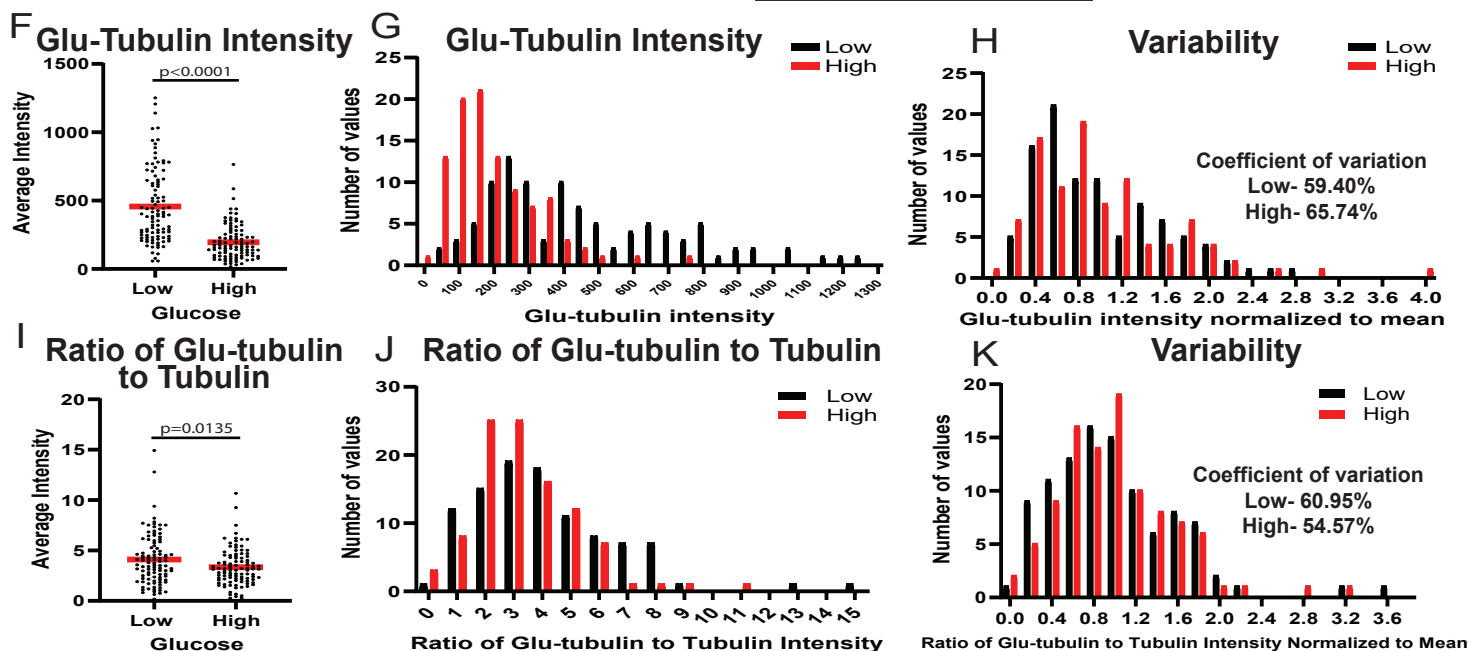 F
Glu-Tubulin Intensity
p<0.0001
1500
1000
500
0
Average Intensity
Low
High
Glucose
G
Glu-Tubulin Intensity
Low
High
25
20
15
10
5
0
Number of values
0 100 200 300 400 500 600 700 800 900 1000 1100 1200 1300
Glu-tubulin intensity
H
Variability
Low
High
25
20
15
10
5
0
Number of values
Coefficient of variation
Low- 59.40%
High- 65.74%
0.0 0.4 0.8 1.2 1.6 2.0 2.4 2.8 3.2 3.6 4.0
Glu-tubulin intensity normalized to mean
I
Ratio of Glu-tubulin
to Tubulin
p=0.0135
20
15
10
5
0
Average Intensity
Low
High
Glucose
J
Ratio of Glu-tubulin to Tubulin
Low
High
30
20
10
0
Number of values
0 1 2 3 4 5 6 7 8 9 10 11 12 13 14 15
Ratio of Glu-tubulin to Tubulin Intensity
K
Variability
Low
High
20
15
10
5
0
Number of values
Coefficient of variation
Low- 60.95%
High- 54.57%
0.0 0.4 0.8 1.2 1.6 2.0 2.4 2.8 3.2 3.6
Ratio of Glu-tubulin to Tubulin Intensity Normalized to Mean